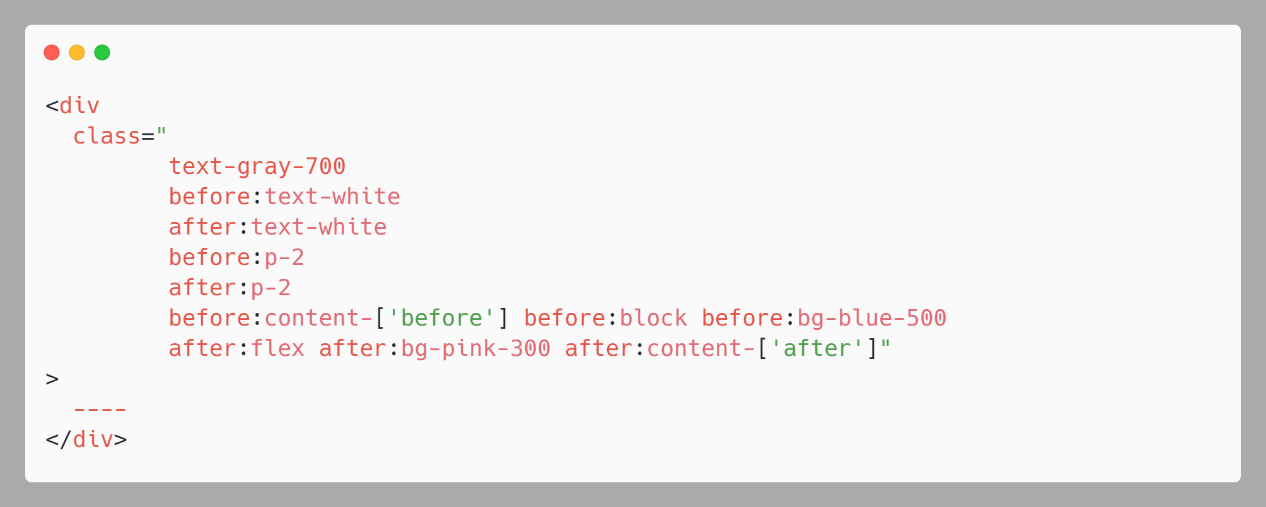 <div
  class="
         text-gray-700
         before:text-white
         after:text-white
         before:p-2
         after:p-2
         before:content-['before'] before:block before:bg-blue-500
         after:flex after:bg-pink-300 after:content-['after']"
>
  ----
</div>